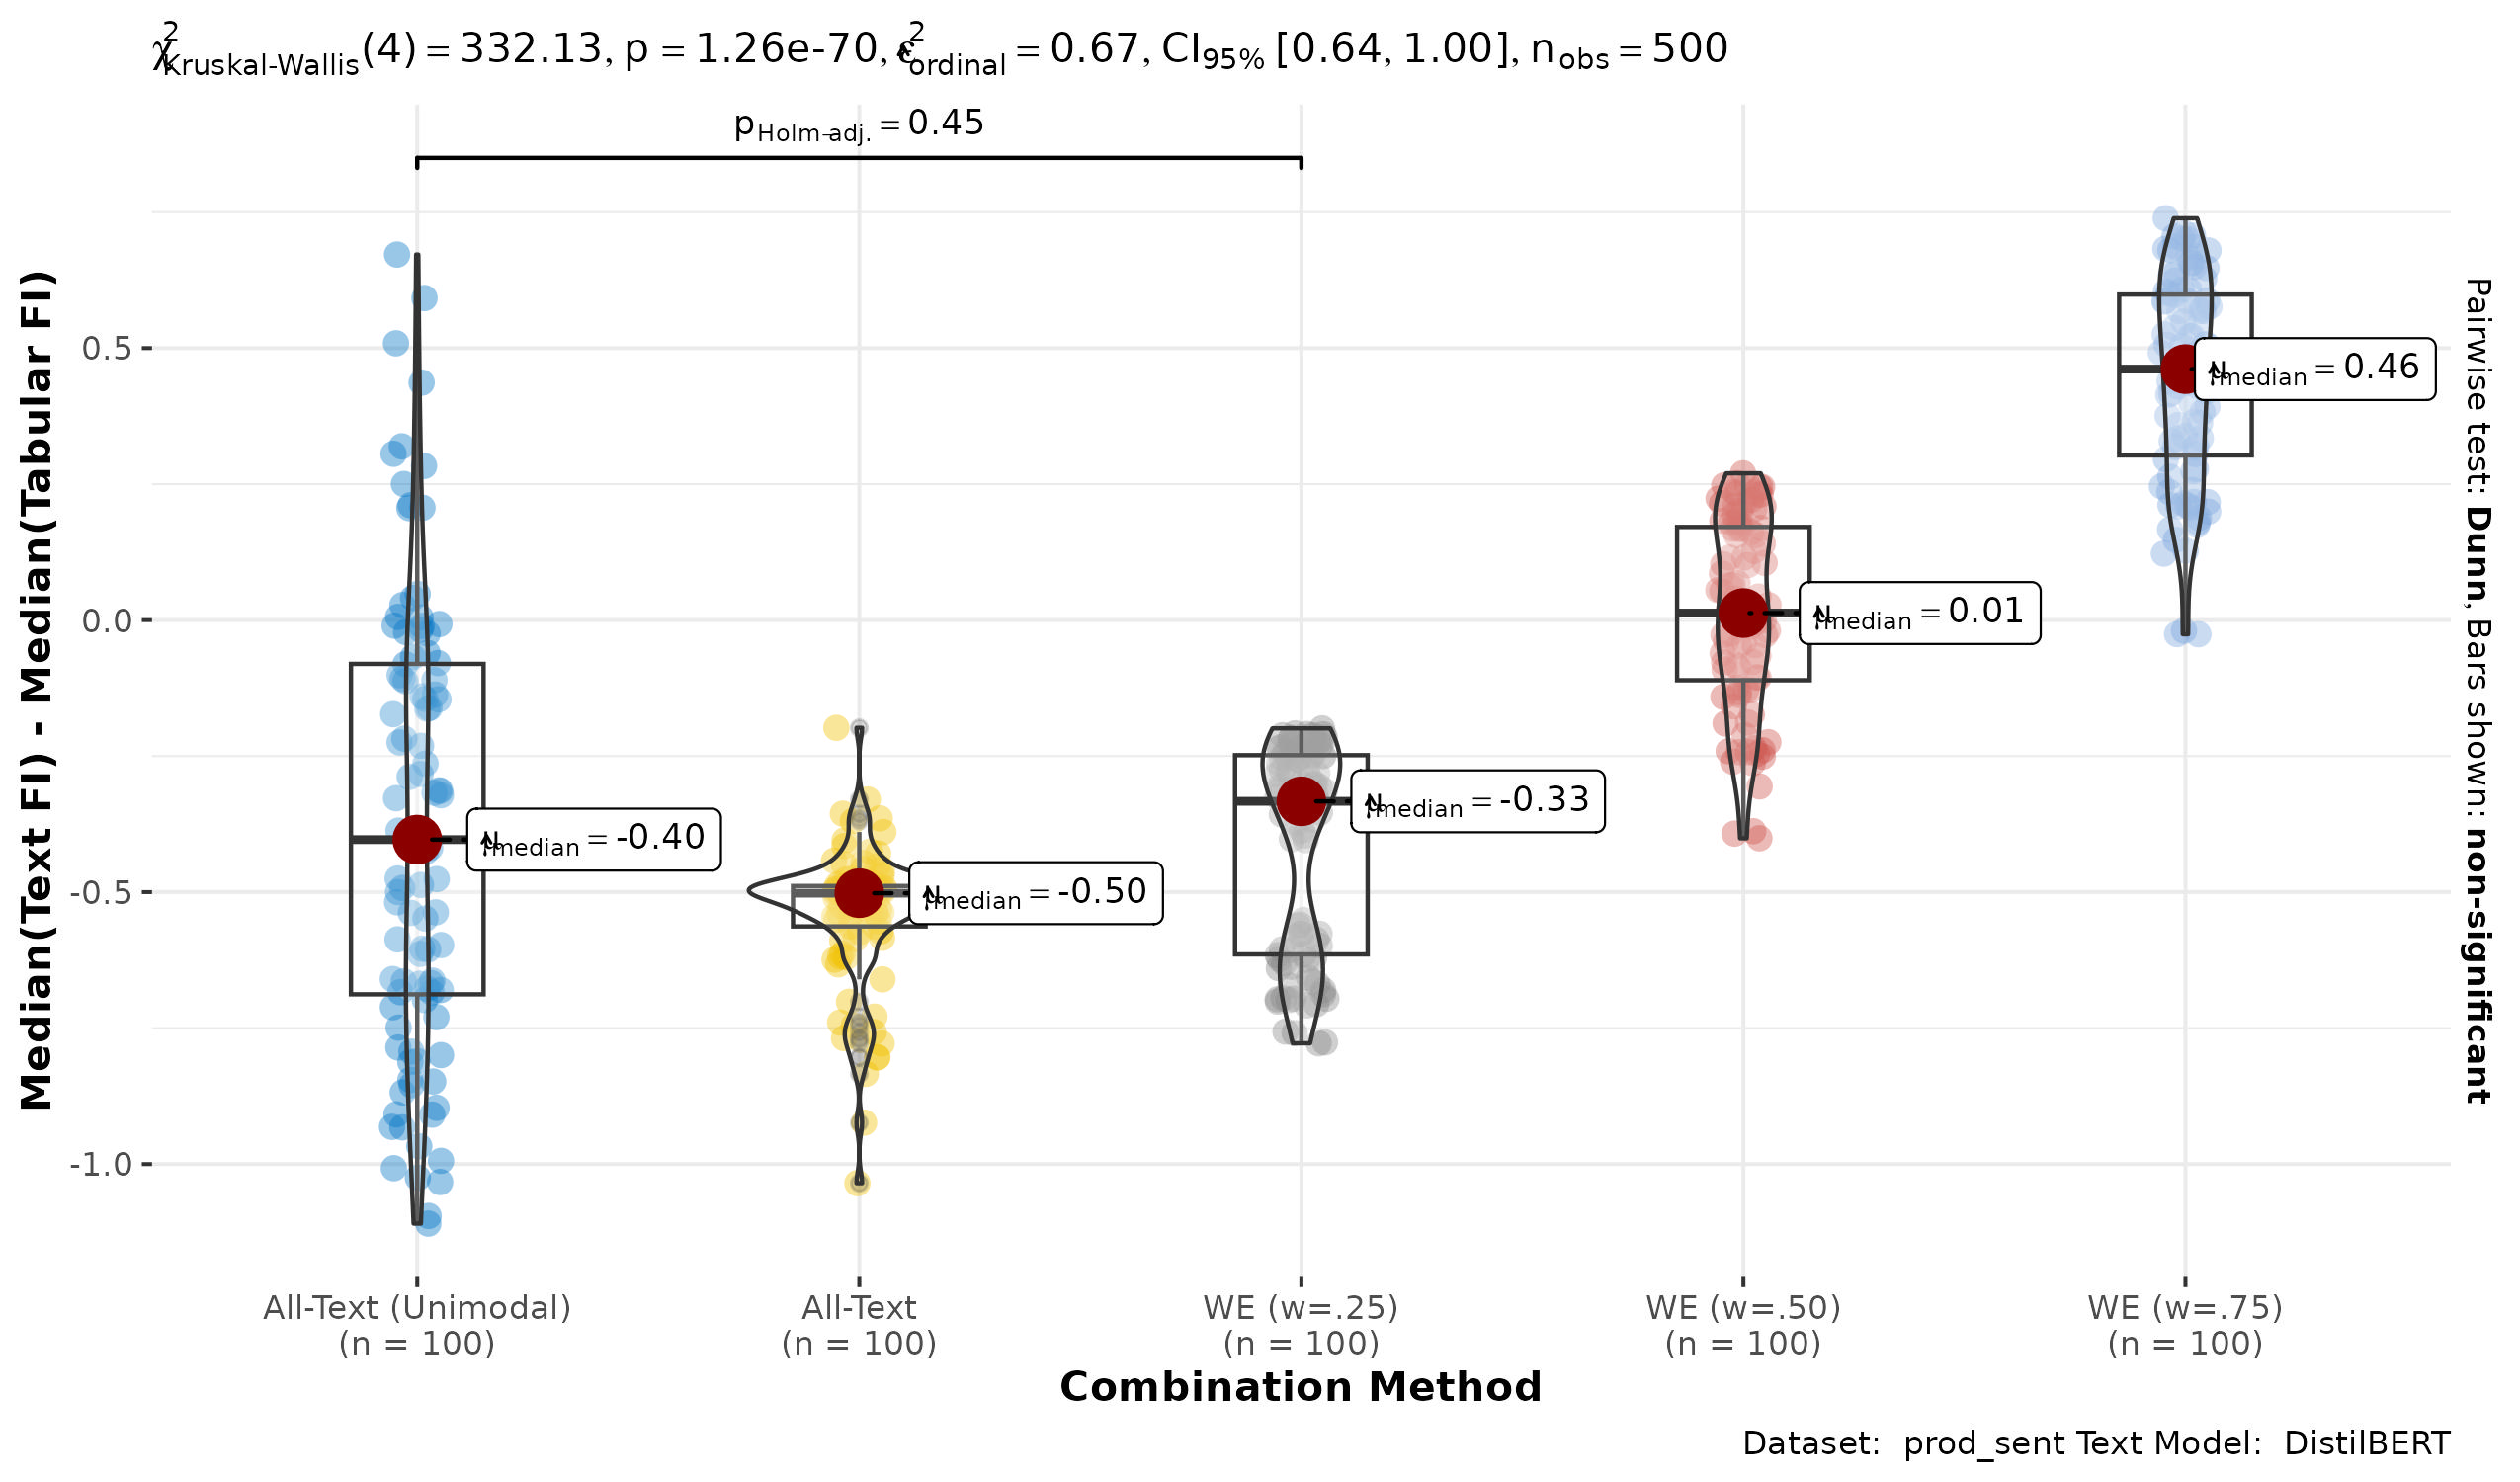 χ²Kruskal-Wallis(4) = 332.13, p = 1.26e-70, ε²ordinal = 0.67, CI95% [0.64, 1.00], nobs = 500
pHolm-adj. = 0.45
Median(Text FI) - Median(Tabular FI)
0.5
0.0
-0.5
-1.0
μ̂median = -0.40
μ̂median = -0.50
μ̂median = -0.33
μ̂median = 0.01
μ̂median = 0.46
Pairwise test: Dunn, Bars shown: non-significant
All-Text (Unimodal)
(n = 100)
All-Text
(n = 100)
WE (w=.25)
(n = 100)
WE (w=.50)
(n = 100)
WE (w=.75)
(n = 100)
Combination Method
Dataset:  prod_sent Text Model:  DistilBERT